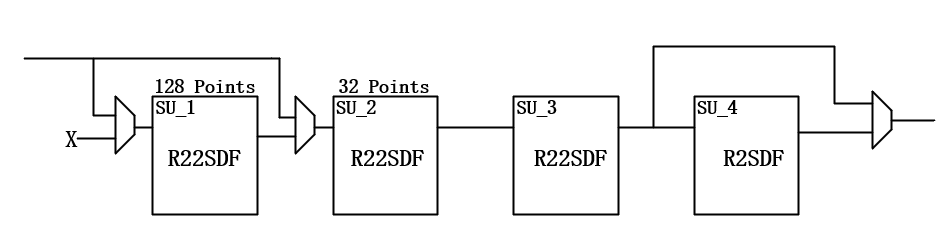 128 Points
32 Points
SU_1
SU_2
SU_3
SU_4
X
R22SDF
R22SDF
R22SDF
R2SDF